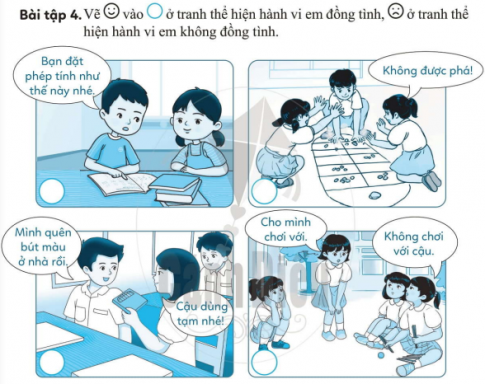 Bài tập 4. Vẽ ☺ vào ○ ở tranh thể hiện hành vi em đồng tình, ☹ ở tranh thể
hiện hành vi em không đồng tình.
Bạn đặt
phép tính như
thế này nhé.
Không được phá!
Mình quên
bút màu
ở nhà rồi.
Cậu dùng
tạm nhé!
Cho mình
chơi với.
Không chơi
với cậu.